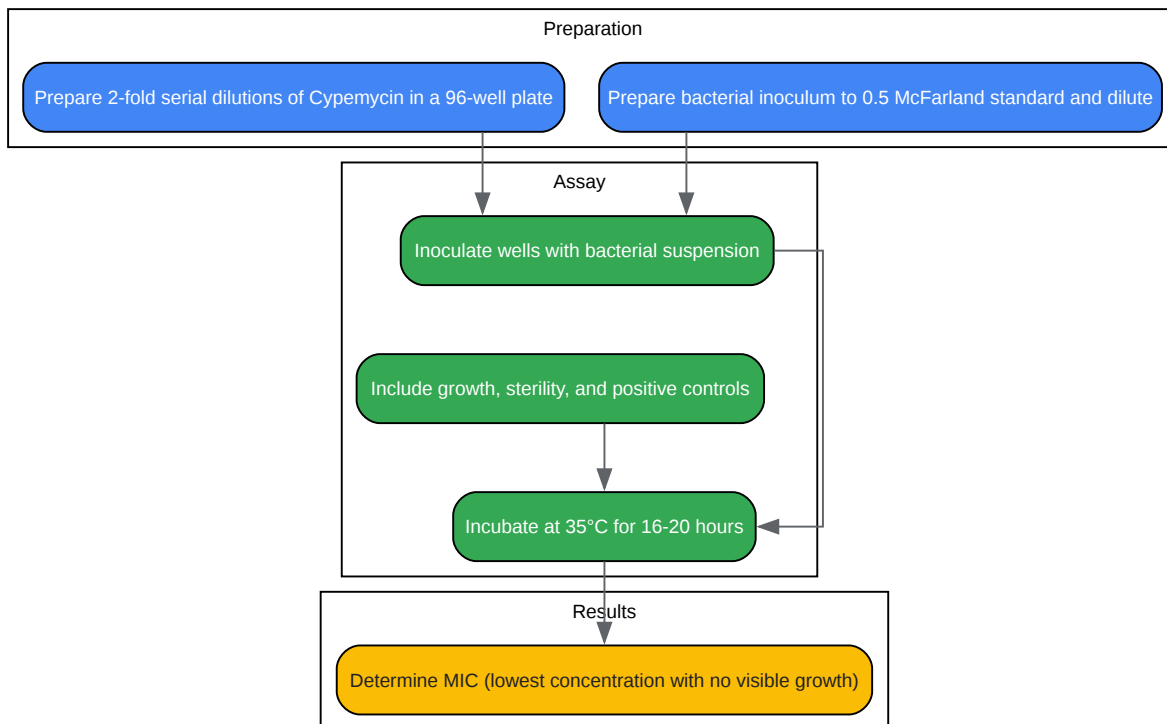 Preparation
Prepare 2-fold serial dilutions of Cypemycin in a 96-well plate
Prepare bacterial inoculum to 0.5 McFarland standard and dilute
Assay
Inoculate wells with bacterial suspension
Include growth, sterility, and positive controls
Incubate at 35°C for 16-20 hours
Results
Determine MIC (lowest concentration with no visible growth)